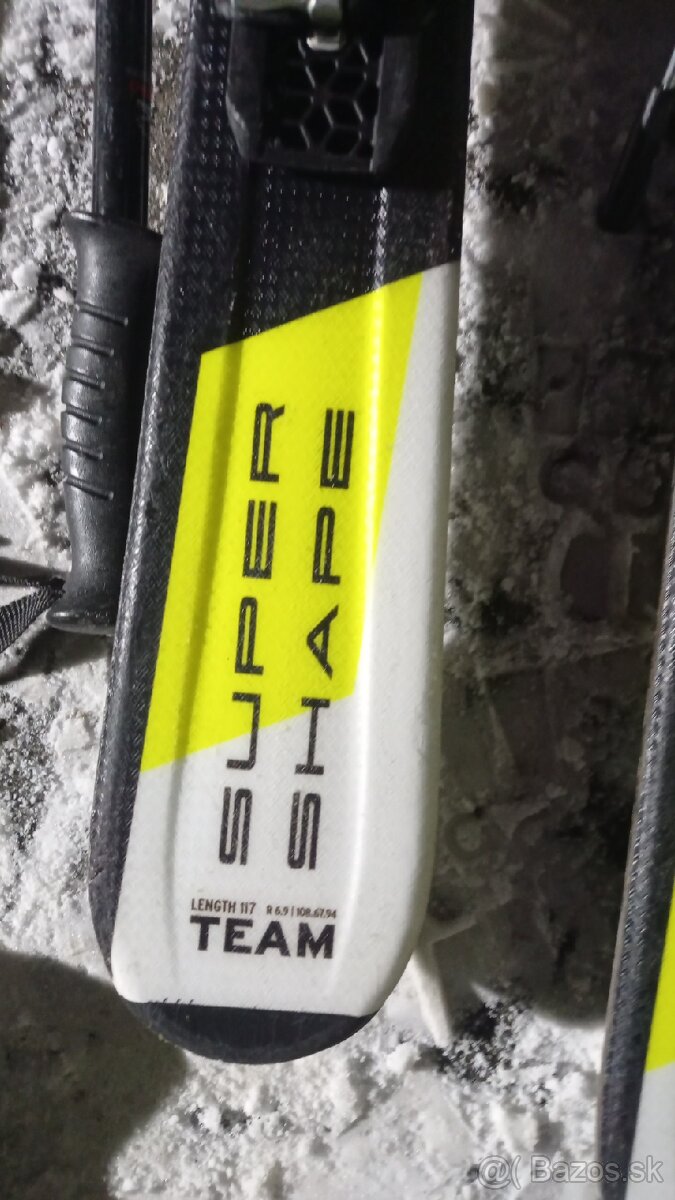 SUPER
SHAPE
LENGTH 117 R 6.9 | 108.67.94
TEAM
@( Bazos.sk